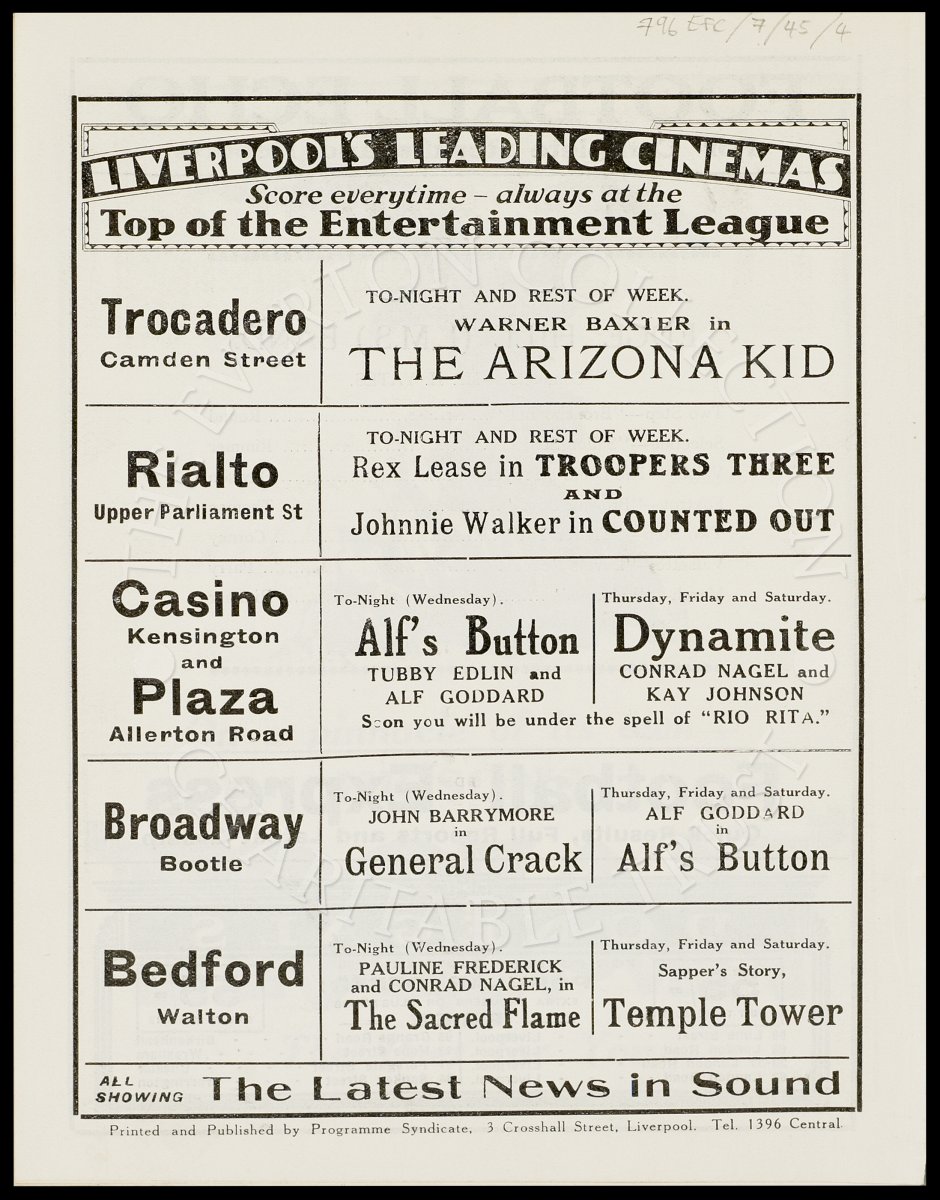 796 EFC/7/45/4
LIVERPOOL'S LEADING CINEMAS
Score everytime – always at the
Top of the Entertainment League
Trocadero
Camden Street
TO-NIGHT AND REST OF WEEK.
WARNER BAXTER in
THE ARIZONA KID
Rialto
Upper Parliament St
TO-NIGHT AND REST OF WEEK.
Rex Lease in TROOPERS THREE
AND
Johnnie Walker in COUNTED OUT
Casino
Kensington
and
Plaza
Allerton Road
To-Night (Wednesday).
Alf's Button
TUBBY EDLIN and
ALF GODDARD
Thursday, Friday and Saturday.
Dynamite
CONRAD NAGEL and
KAY JOHNSON
Soon you will be under the spell of "RIO RITA."
Broadway
Bootle
To-Night (Wednesday).
JOHN BARRYMORE
in
General Crack
Thursday, Friday and Saturday.
ALF GODDARD
in
Alf's Button
Bedford
Walton
To-Night (Wednesday).
PAULINE FREDERICK
and CONRAD NAGEL, in
The Sacred Flame
Thursday, Friday and Saturday.
Sapper's Story,
Temple Tower
ALL SHOWING The Latest News in Sound
Printed and Published by Programme Syndicate, 3 Crosshall Street, Liverpool. Tel. 1396 Central.
THE EVERTON COLLECTION
CHARITABLE TRUST